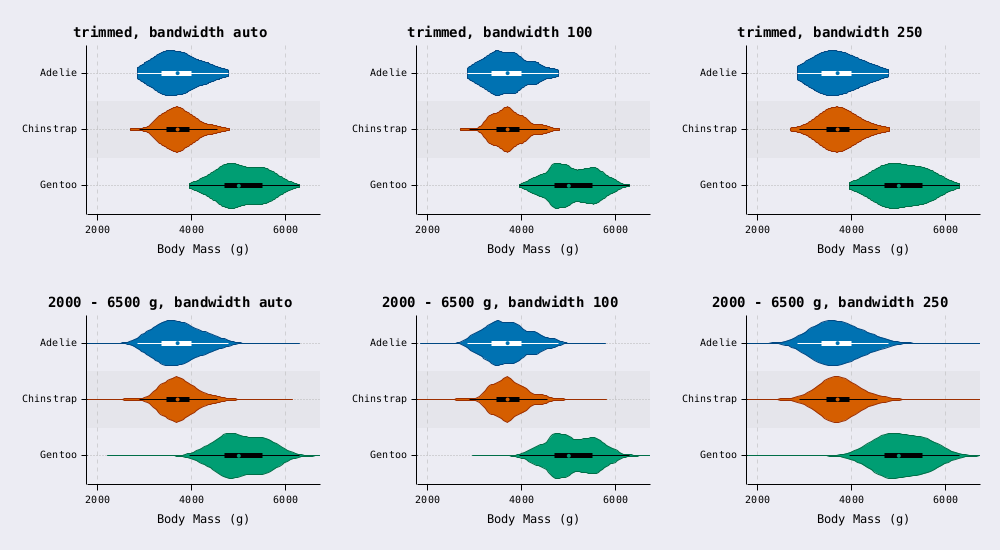 trimmed, bandwidth auto
Adelie
Chinstrap
Gentoo
2000 4000 6000
Body Mass (g)
trimmed, bandwidth 100
Adelie
Chinstrap
Gentoo
2000 4000 6000
Body Mass (g)
trimmed, bandwidth 250
Adelie
Chinstrap
Gentoo
2000 4000 6000
Body Mass (g)
2000 - 6500 g, bandwidth auto
Adelie
Chinstrap
Gentoo
2000 4000 6000
Body Mass (g)
2000 - 6500 g, bandwidth 100
Adelie
Chinstrap
Gentoo
2000 4000 6000
Body Mass (g)
2000 - 6500 g, bandwidth 250
Adelie
Chinstrap
Gentoo
2000 4000 6000
Body Mass (g)